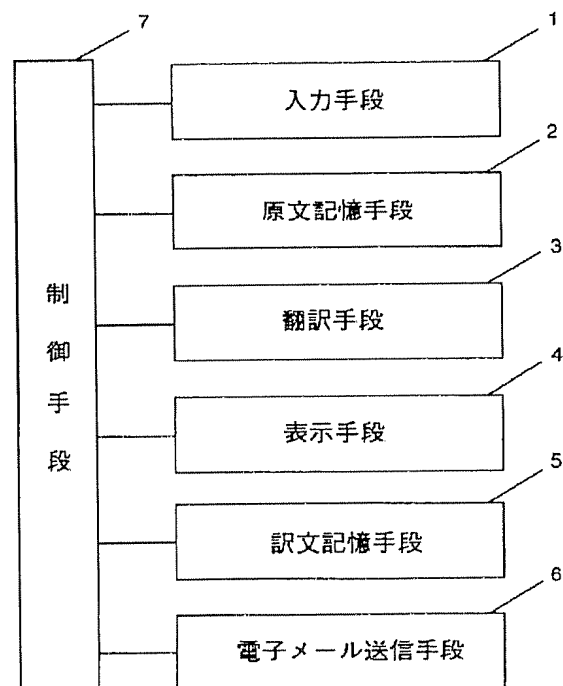 7
1
入力手段
2
原文記憶手段
3
翻訳手段
4
表示手段
5
訳文記憶手段
6
電子メール送信手段
制御手段